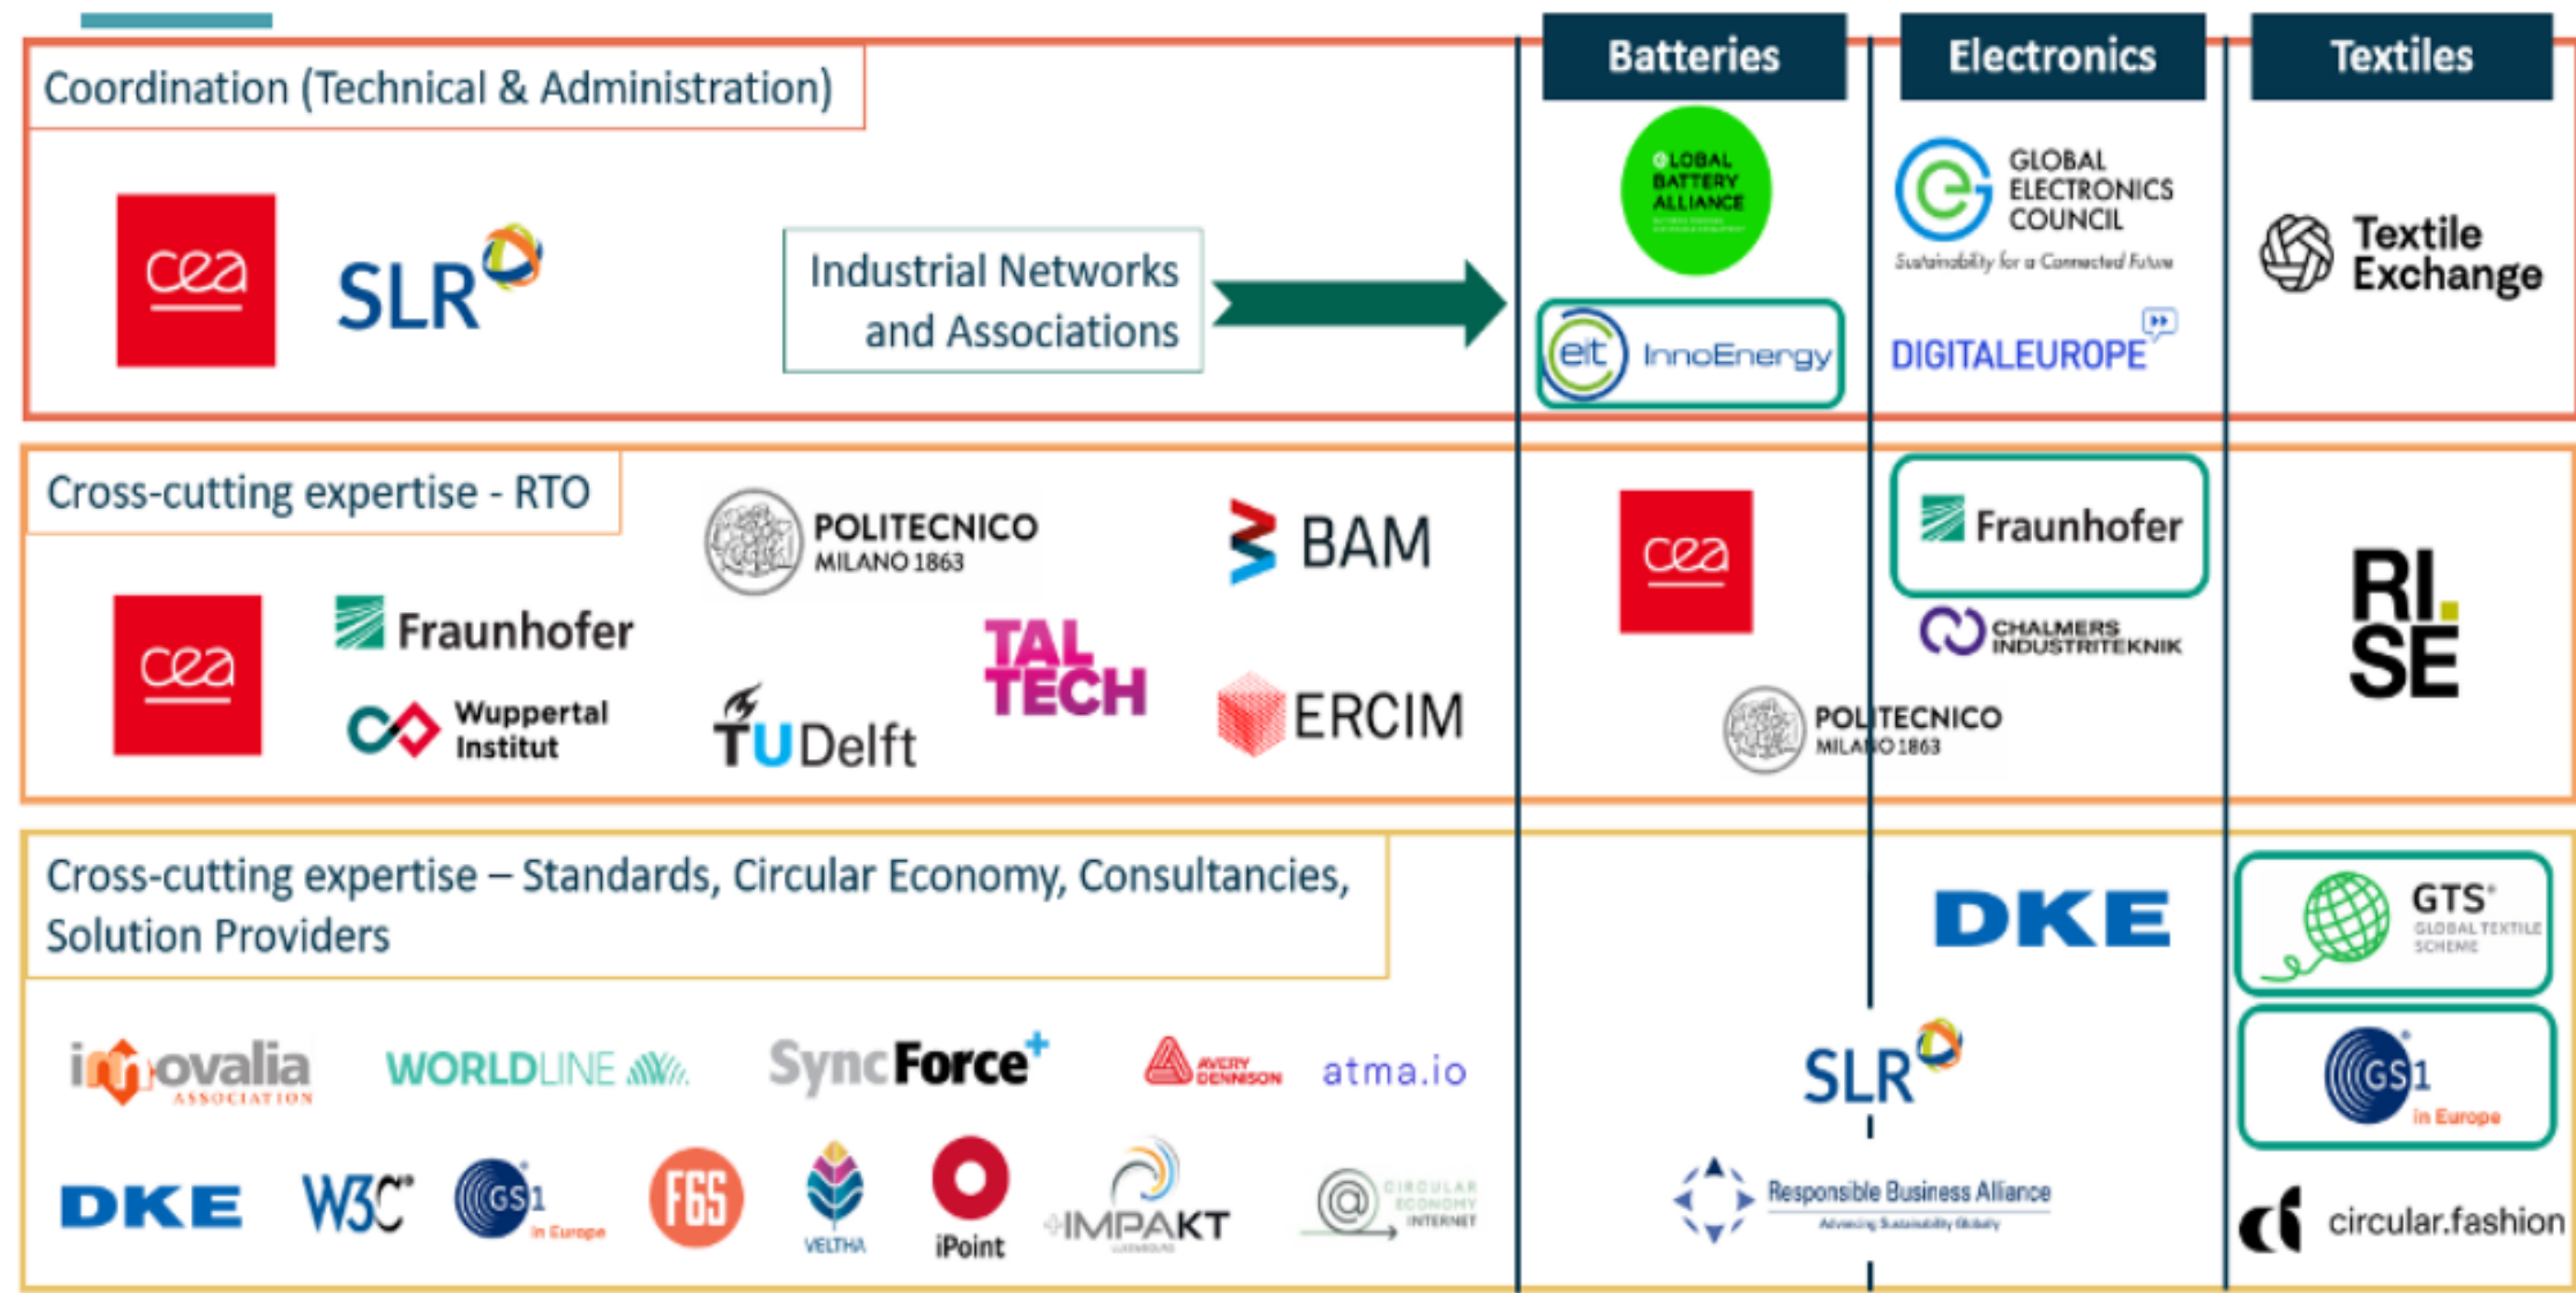 Batteries
Electronics
Textiles
Coordination (Technical & Administration)
cea
SLR
Industrial Networks
and Associations
GLOBAL
BATTERY
ALLIANCE
eit InnoEnergy
GLOBAL
ELECTRONICS
COUNCIL
Sustainability for a Connected Future
DIGITALEUROPE
Textile
Exchange
Cross-cutting expertise - RTO
cea
Fraunhofer
Wuppertal
Institut
POLITECNICO
MILANO 1863
TU Delft
TAL
TECH
BAM
ERCIM
cea
POLITECNICO
MILANO 1863
Fraunhofer
CHALMERS
INDUSTRITEKNIK
RI.
SE
Cross-cutting expertise – Standards, Circular Economy, Consultancies,
Solution Providers
innovalia
ASSOCIATION
WORLDLINE
SyncForce+
AVERY
DENNISON
atma.io
DKE
W3C®
GS1
in Europe
F6S
VELTHA
iPoint
+IMPAKT
LUXEMBOURG
CIRCULAR
ECONOMY
INTERNET
DKE
SLR
Responsible Business Alliance
Advancing Sustainability Globally
GTS®
GLOBAL TEXTILE
SCHEME
GS1
in Europe
circular.fashion